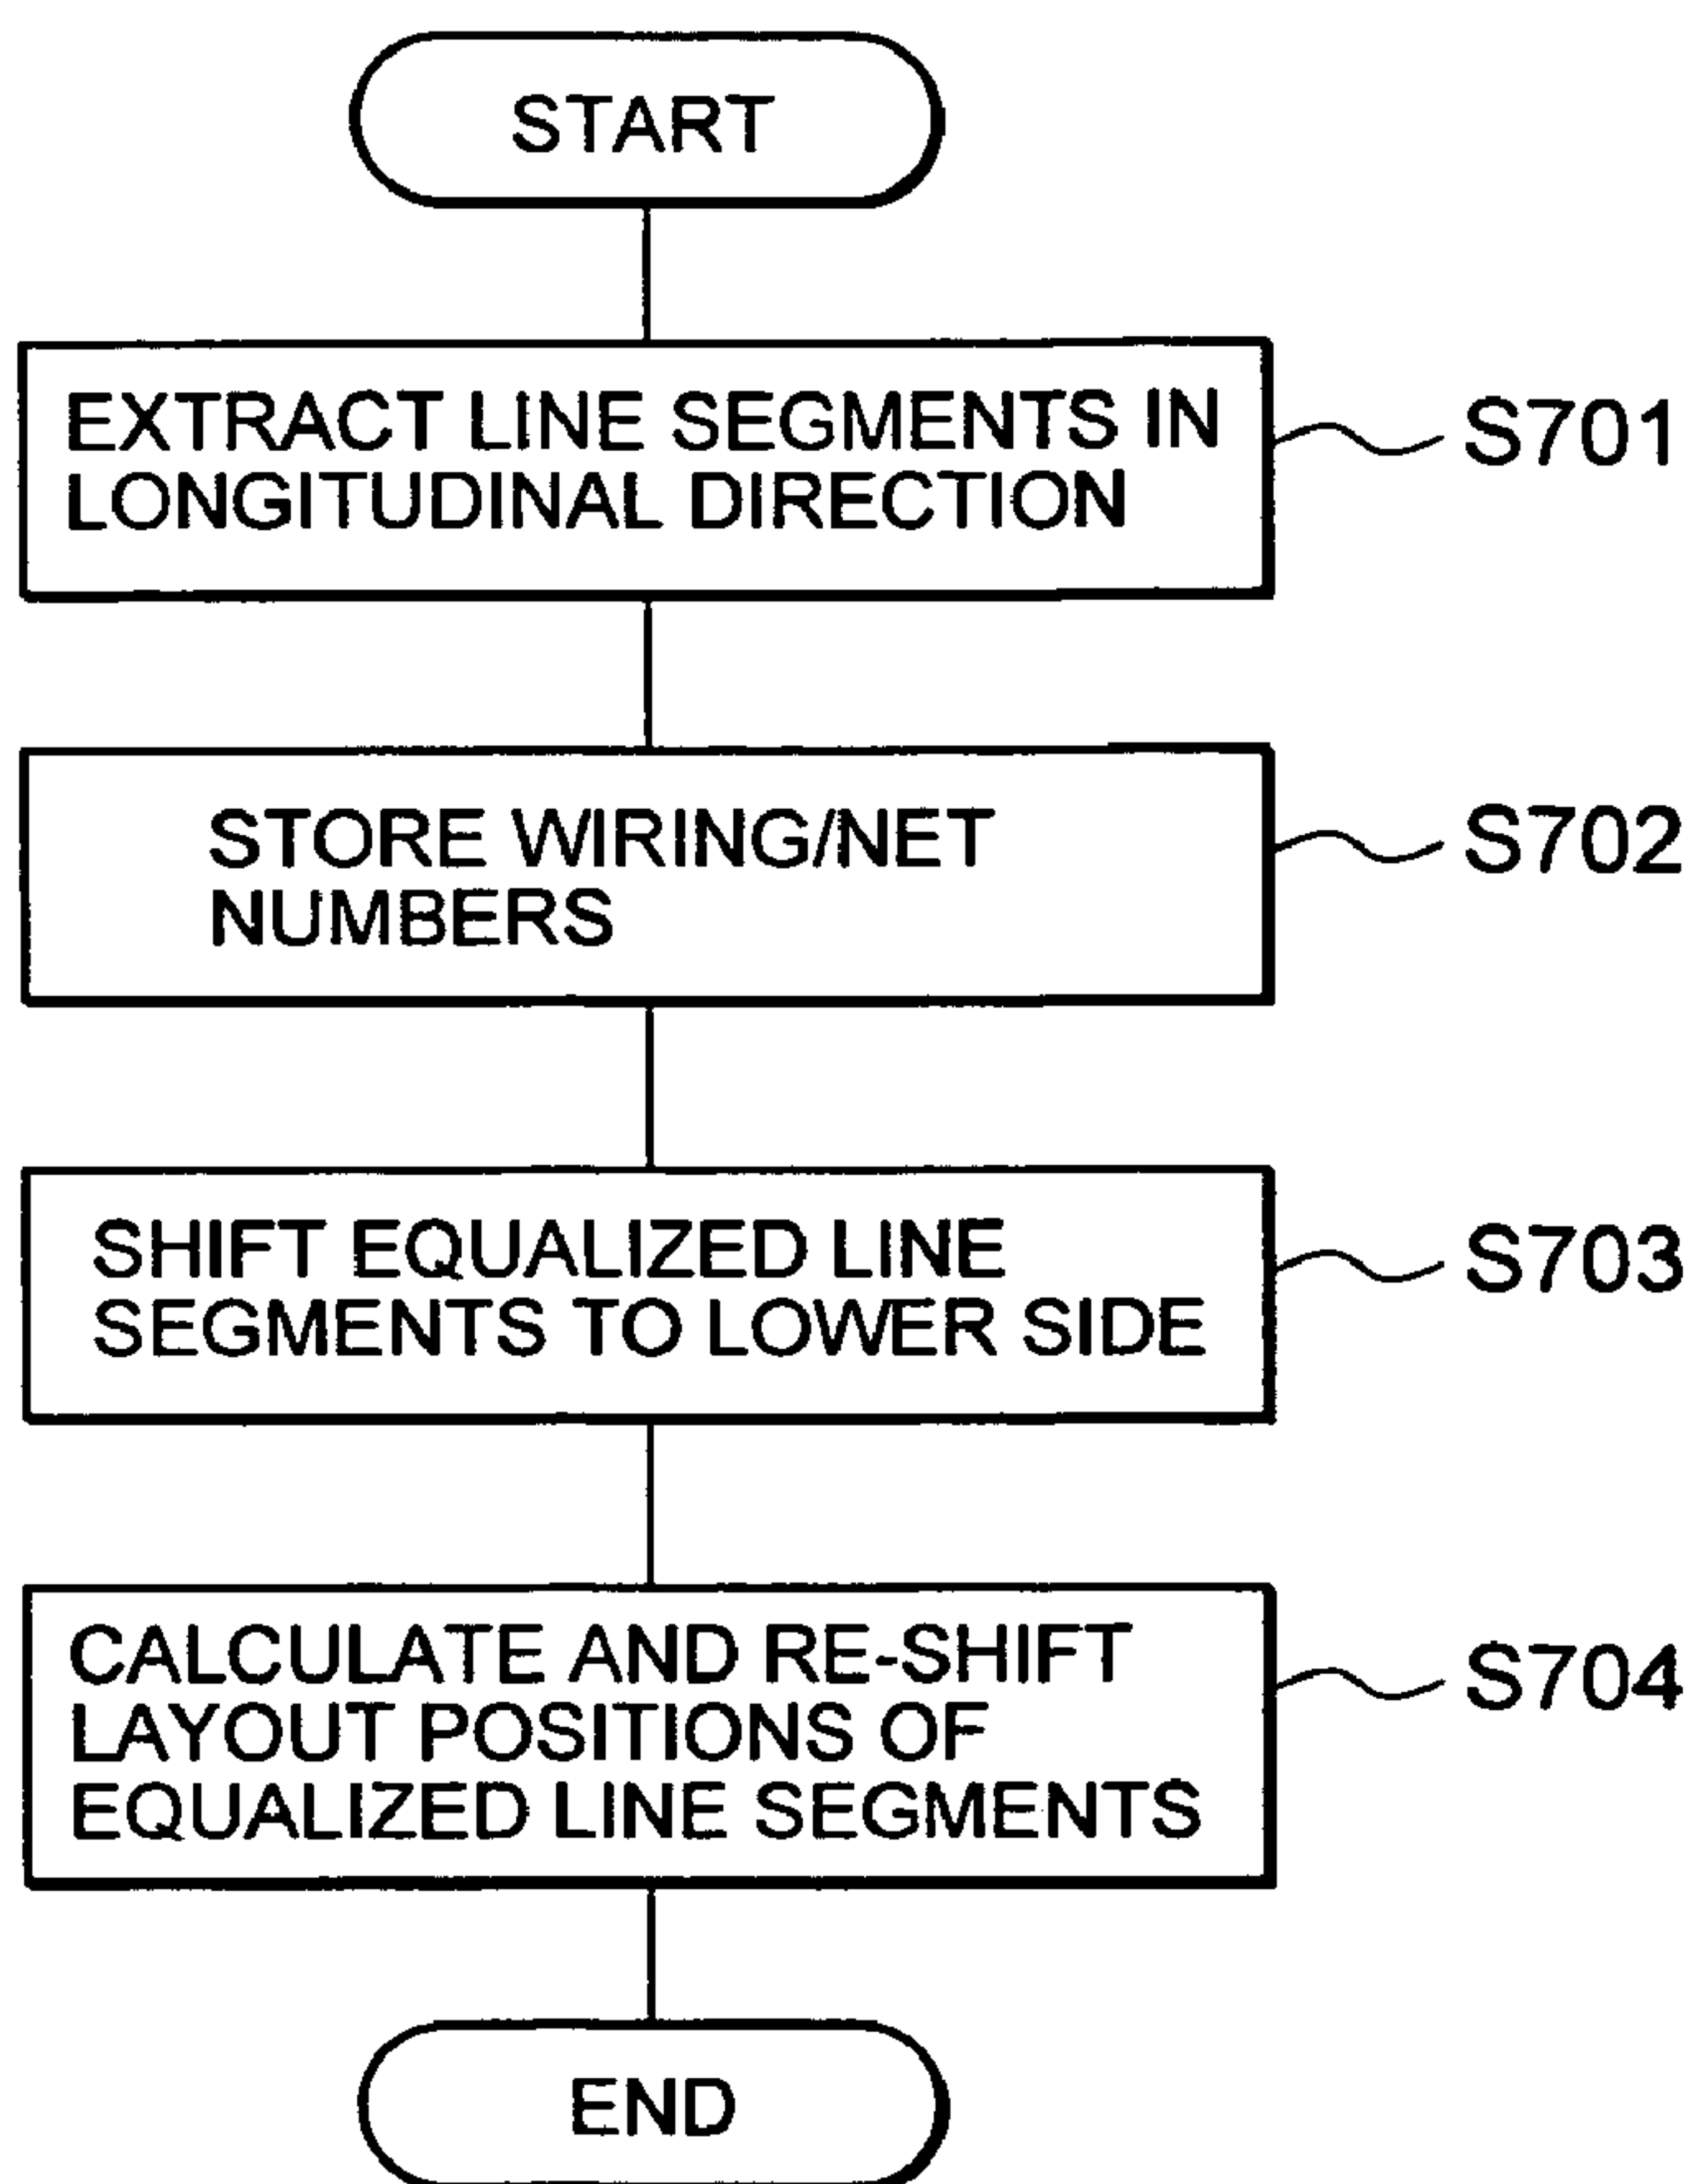 START
EXTRACT LINE SEGMENTS IN
LONGITUDINAL DIRECTION
S701
STORE WIRING/NET
NUMBERS
S702
SHIFT EQUALIZED LINE
SEGMENTS TO LOWER SIDE
S703
CALCULATE AND RE-SHIFT
LAYOUT POSITIONS OF
EQUALIZED LINE SEGMENTS
S704
END